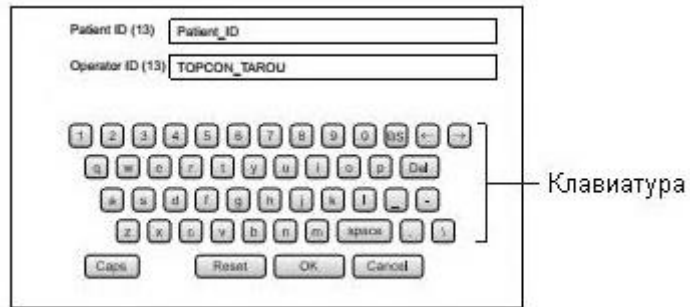 Patient ID (13) Patient_ID
Operator ID (13) TOPCON_TAROU
1 2 3 4 5 6 7 8 9 0 BS ← →
q w e r t y u i o p Del
a s d f g h j k l _ -
Клавиатура
z x c v b n m space . \
Caps Reset OK Cancel